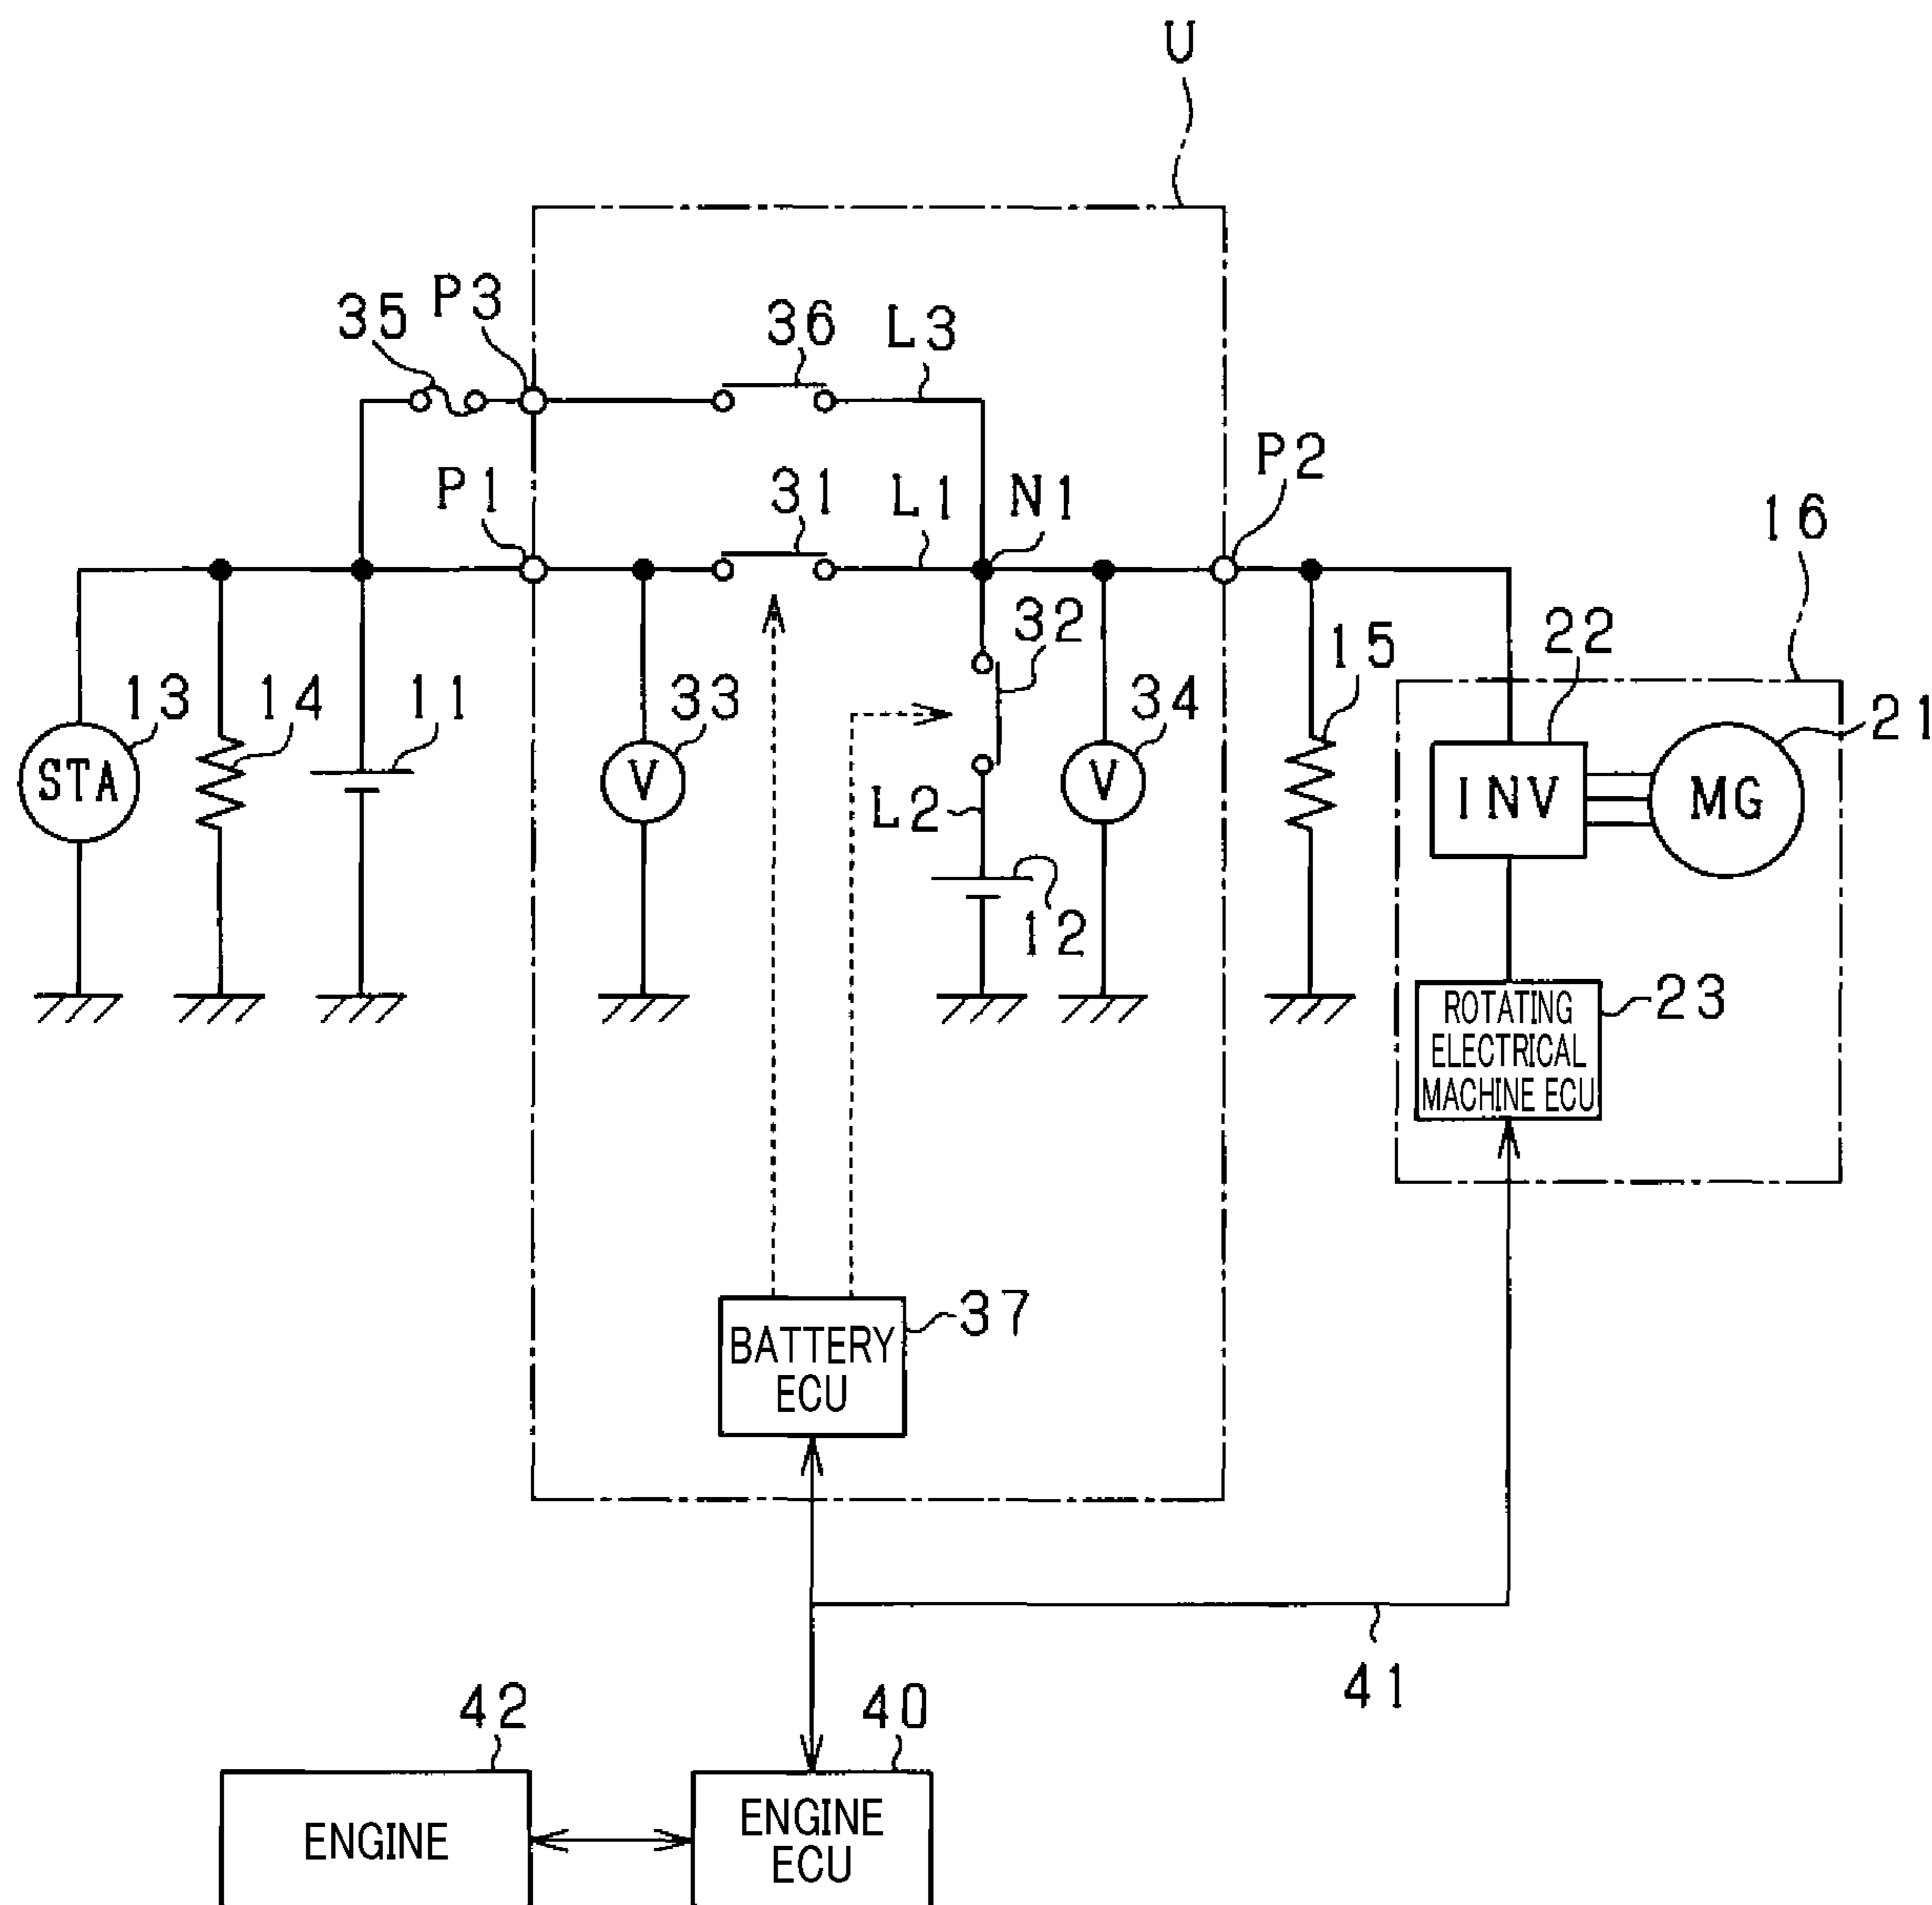 U
P3
35
36
L3
P1
31
L1
N1
P2
16
32
22
15
13
14
11
33
34
21
STA
V
V
INV
MG
L2
12
ROTATING
ELECTRICAL
MACHINE ECU
23
37
BATTERY
ECU
41
42
40
ENGINE
ENGINE
ECU